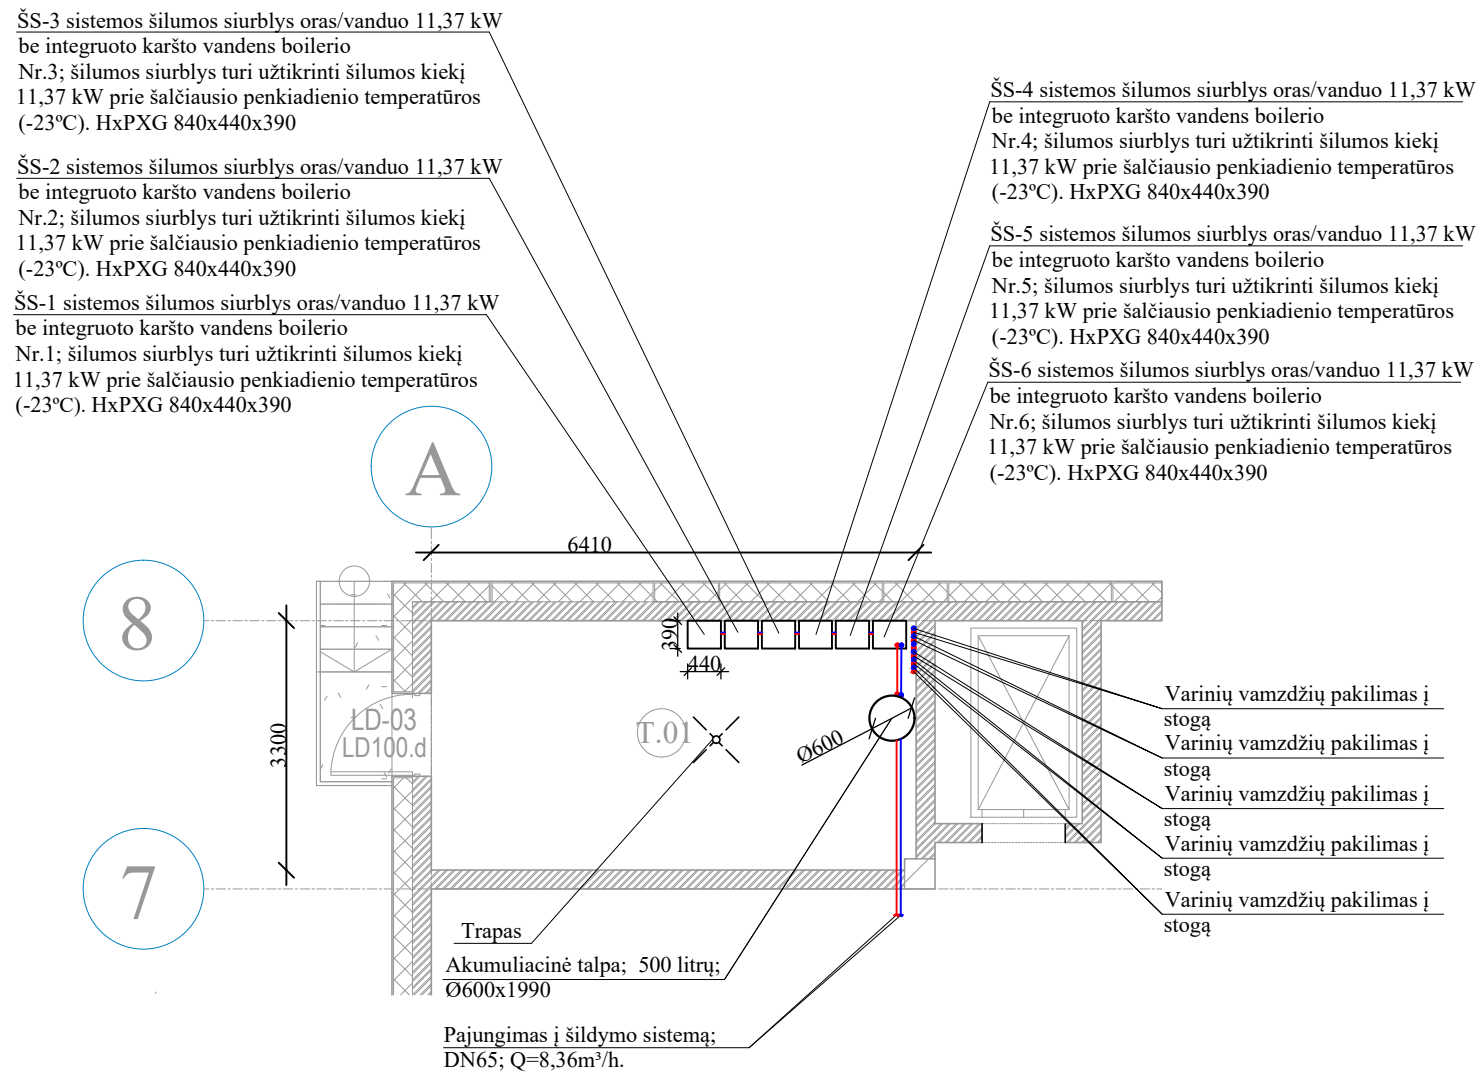 ŠS-3 sistemos šilumos siurblys oras/vanduo 11,37 kW
be integruoto karšto vandens boilerio
Nr.3; šilumos siurblys turi užtikrinti šilumos kiekį
11,37 kW prie šalčiausio penkiadienio temperatūros
(-23ºC). HxPXG 840x440x390
ŠS-2 sistemos šilumos siurblys oras/vanduo 11,37 kW
be integruoto karšto vandens boilerio
Nr.2; šilumos siurblys turi užtikrinti šilumos kiekį
11,37 kW prie šalčiausio penkiadienio temperatūros
(-23ºC). HxPXG 840x440x390
ŠS-1 sistemos šilumos siurblys oras/vanduo 11,37 kW
be integruoto karšto vandens boilerio
Nr.1; šilumos siurblys turi užtikrinti šilumos kiekį
11,37 kW prie šalčiausio penkiadienio temperatūros
(-23ºC). HxPXG 840x440x390
ŠS-4 sistemos šilumos siurblys oras/vanduo 11,37 kW
be integruoto karšto vandens boilerio
Nr.4; šilumos siurblys turi užtikrinti šilumos kiekį
11,37 kW prie šalčiausio penkiadienio temperatūros
(-23ºC). HxPXG 840x440x390
ŠS-5 sistemos šilumos siurblys oras/vanduo 11,37 kW
be integruoto karšto vandens boilerio
Nr.5; šilumos siurblys turi užtikrinti šilumos kiekį
11,37 kW prie šalčiausio penkiadienio temperatūros
(-23ºC). HxPXG 840x440x390
ŠS-6 sistemos šilumos siurblys oras/vanduo 11,37 kW
be integruoto karšto vandens boilerio
Nr.6; šilumos siurblys turi užtikrinti šilumos kiekį
11,37 kW prie šalčiausio penkiadienio temperatūros
(-23ºC). HxPXG 840x440x390
A
6410
8
390
440
3300
LD-03
LD100.d
T.01
Ø600
7
Varinių vamzdžių pakilimas į
stogą
Varinių vamzdžių pakilimas į
stogą
Varinių vamzdžių pakilimas į
stogą
Varinių vamzdžių pakilimas į
stogą
Varinių vamzdžių pakilimas į
stogą
Trapas
Akumuliacinė talpa; 500 litrų;
Ø600x1990
Pajungimas į šildymo sistemą;
DN65; Q=8,36m³/h.